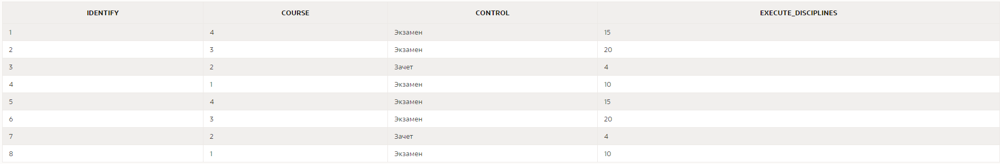 IDENTIFY COURSE CONTROL EXECUTE_DISCIPLINES
1 4 Экзамен 15
2 3 Экзамен 20
3 2 Зачет 4
4 1 Экзамен 10
5 4 Экзамен 15
6 3 Экзамен 20
7 2 Зачет 4
8 1 Экзамен 10